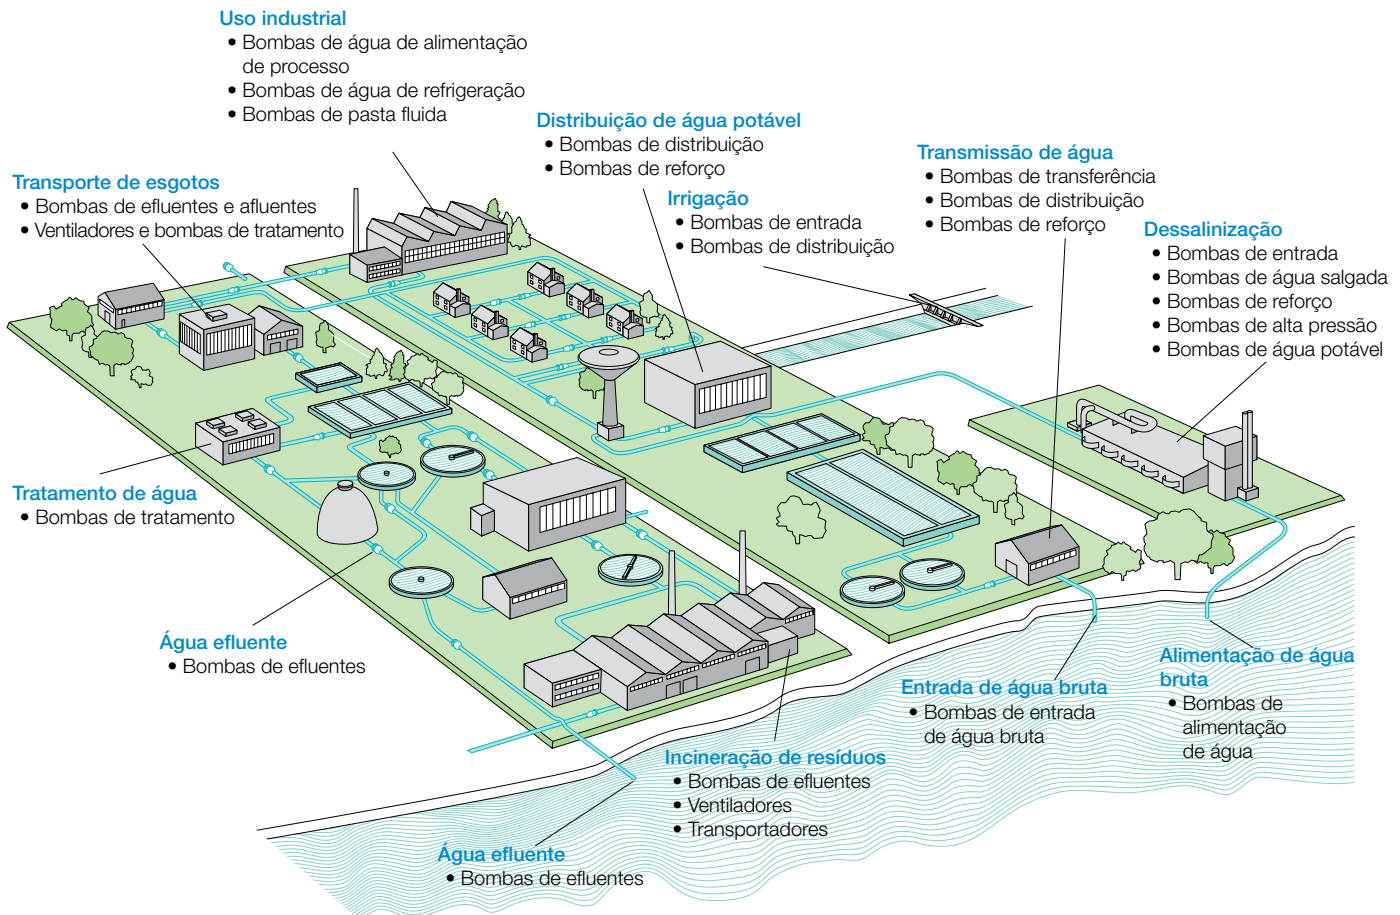 Uso industrial
• Bombas de água de alimentação
de processo
• Bombas de água de refrigeração
• Bombas de pasta fluida
Distribuição de água potável
• Bombas de distribuição
• Bombas de reforço
Transmissão de água
• Bombas de transferência
• Bombas de distribuição
• Bombas de reforço
Transporte de esgotos
• Bombas de efluentes e afluentes
• Ventiladores e bombas de tratamento
Irrigação
• Bombas de entrada
• Bombas de distribuição
Dessalinização
• Bombas de entrada
• Bombas de água salgada
• Bombas de reforço
• Bombas de alta pressão
• Bombas de água potável
Tratamento de água
• Bombas de tratamento
Água efluente
• Bombas de efluentes
Entrada de água bruta
• Bombas de entrada
de água bruta
Alimentação de água
bruta
• Bombas de
alimentação
de água
Incineração de resíduos
• Bombas de efluentes
• Ventiladores
• Transportadores
Água efluente
• Bombas de efluentes